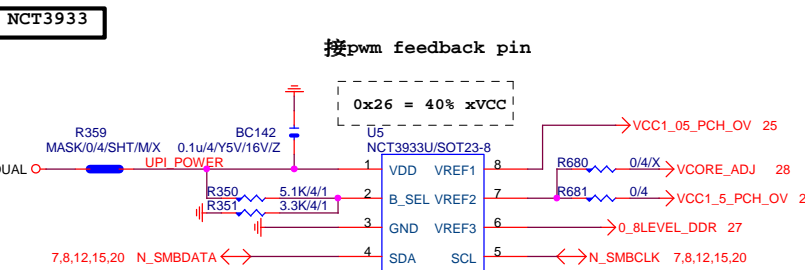 NCT3933
接pwm feedback pin
0x26 = 40% xVCC
R359
MASK/0/4/SHT/M/X
BC142
0.1u/4/Y5V/16V/Z
U5
NCT3933U/SOT23-8
VCC1_05_PCH_OV 25
DUAL
UPI_POWER
1 VDD VREF1 8
R680 0/4/X VCORE_ADJ 28
R350 5.1K/4/1
R351 3.3K/4/1
2 B_SEL VREF2 7
R681 0/4 VCC1_5_PCH_OV 2
3 GND VREF3 6
0_8LEVEL_DDR 27
7,8,12,15,20 N_SMBDATA
4 SDA SCL 5
N_SMBCLK 7,8,12,15,20